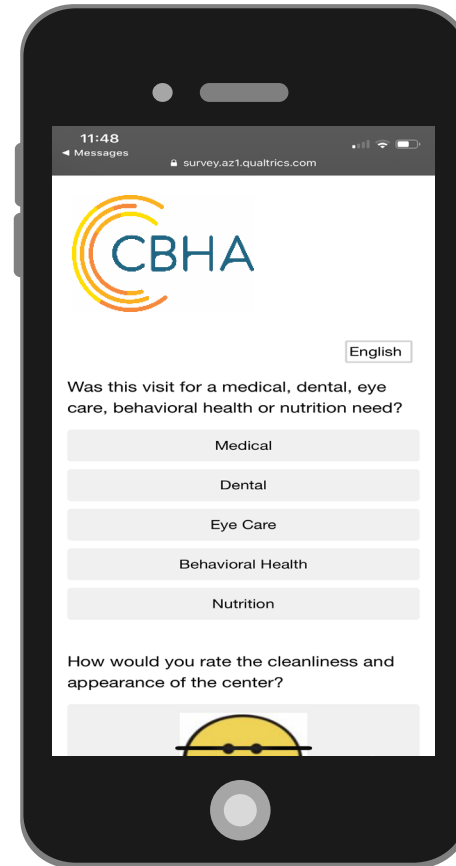 11:48
◄ Messages
survey.az1.qualtrics.com
CBHA
English
Was this visit for a medical, dental, eye
care, behavioral health or nutrition need?
Medical
Dental
Eye Care
Behavioral Health
Nutrition
How would you rate the cleanliness and
appearance of the center?